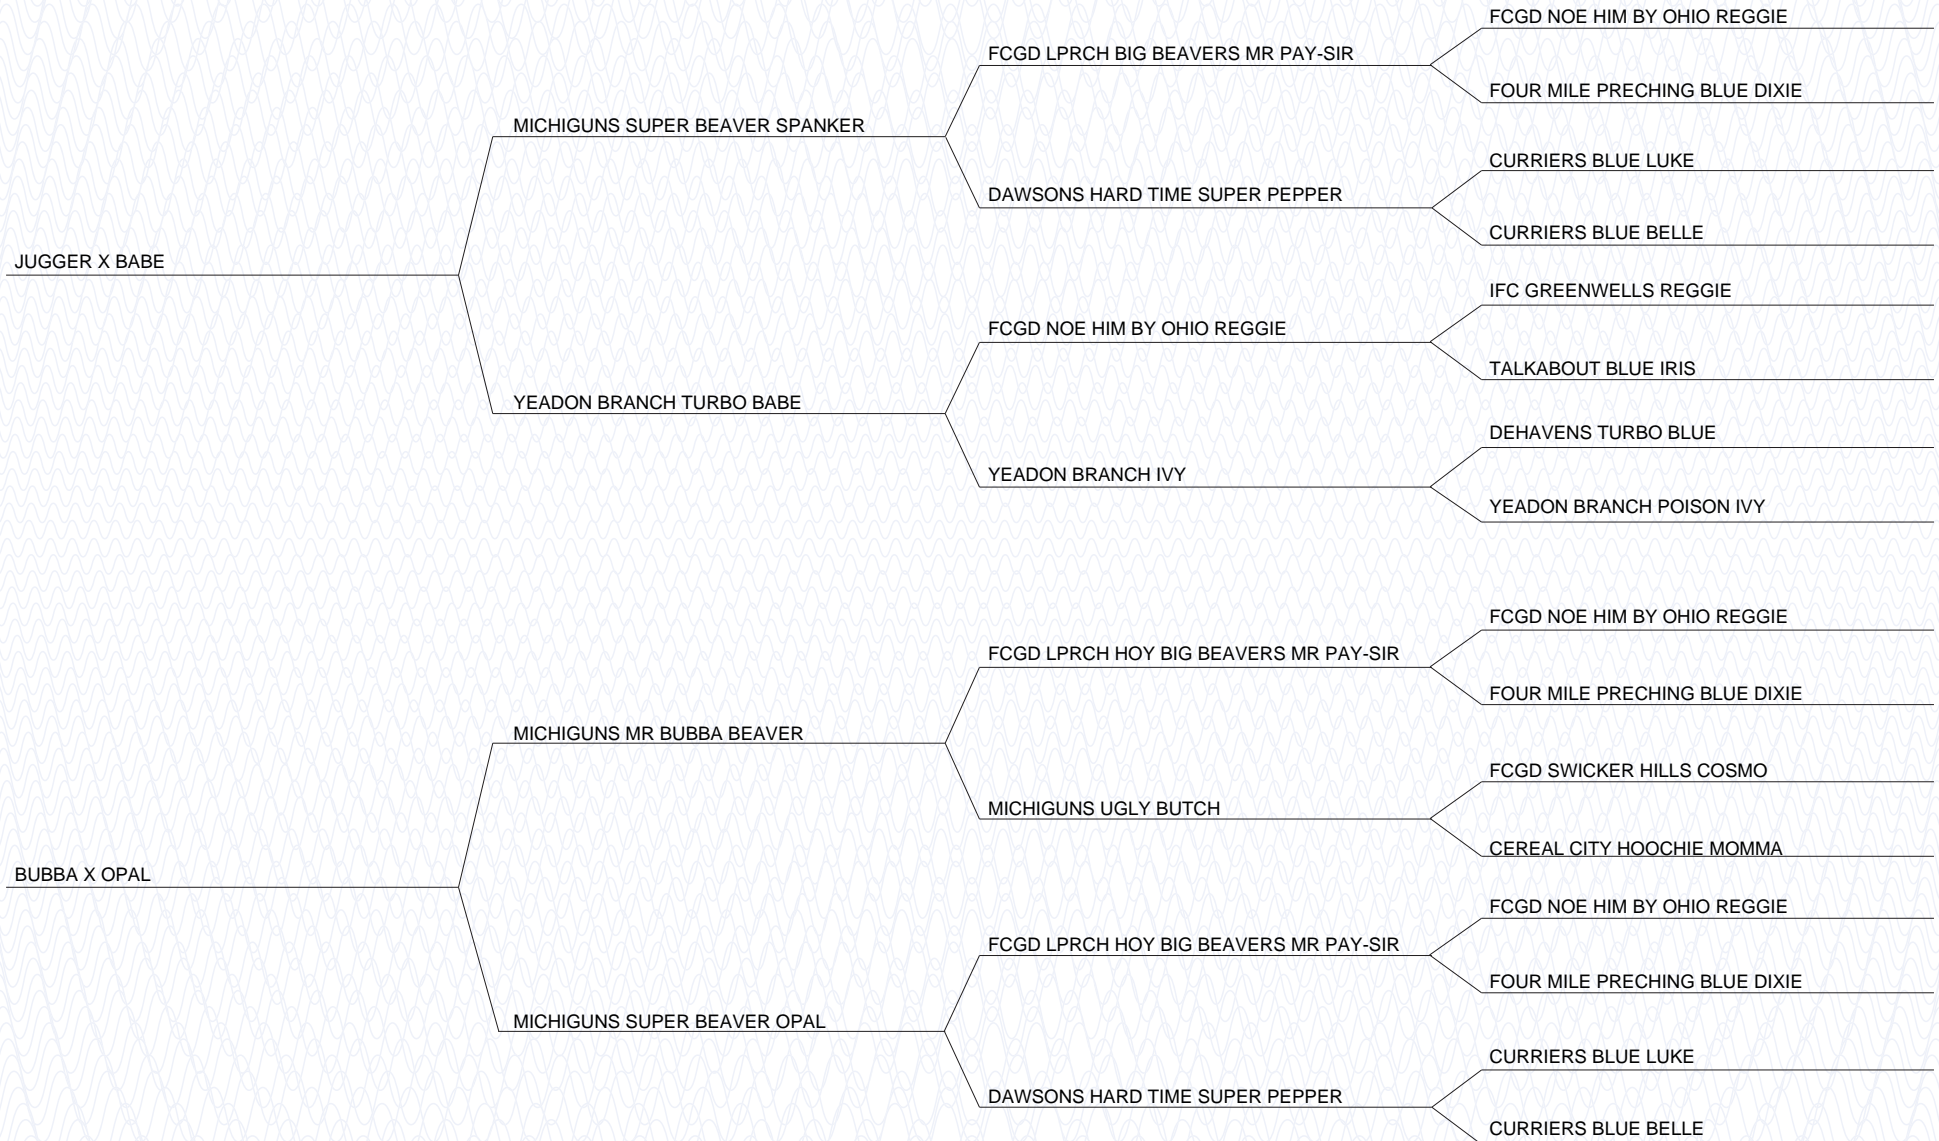 FCGD NOE HIM BY OHIO REGGIE
FCGD LPRCH BIG BEAVERS MR PAY-SIR
FOUR MILE PRECHING BLUE DIXIE
MICHIGUNS SUPER BEAVER SPANKER
CURRIERS BLUE LUKE
DAWSONS HARD TIME SUPER PEPPER
CURRIERS BLUE BELLE
JUGGER X BABE
IFC GREENWELLS REGGIE
FCGD NOE HIM BY OHIO REGGIE
TALKABOUT BLUE IRIS
YEADON BRANCH TURBO BABE
DEHAVENS TURBO BLUE
YEADON BRANCH IVY
YEADON BRANCH POISON IVY
FCGD NOE HIM BY OHIO REGGIE
FCGD LPRCH HOY BIG BEAVERS MR PAY-SIR
FOUR MILE PRECHING BLUE DIXIE
MICHIGUNS MR BUBBA BEAVER
FCGD SWICKER HILLS COSMO
MICHIGUNS UGLY BUTCH
CEREAL CITY HOOCHIE MOMMA
BUBBA X OPAL
FCGD NOE HIM BY OHIO REGGIE
FCGD LPRCH HOY BIG BEAVERS MR PAY-SIR
FOUR MILE PRECHING BLUE DIXIE
MICHIGUNS SUPER BEAVER OPAL
CURRIERS BLUE LUKE
DAWSONS HARD TIME SUPER PEPPER
CURRIERS BLUE BELLE